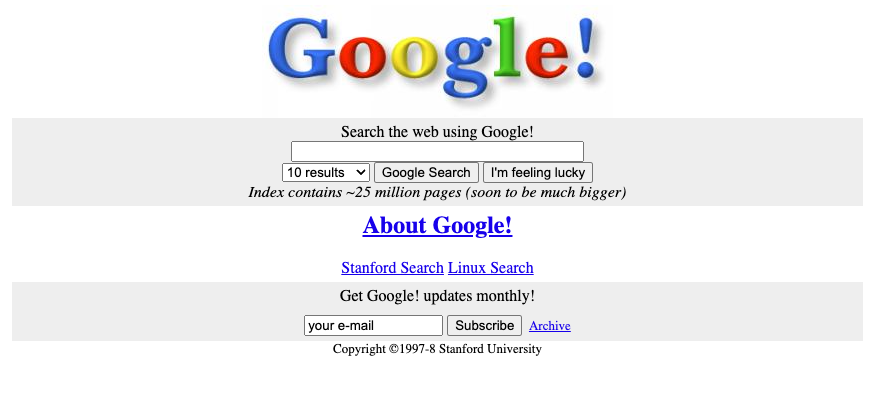 Google!
Search the web using Google!
10 results Google Search I'm feeling lucky
Index contains ~25 million pages (soon to be much bigger)
About Google!
Stanford Search Linux Search
Get Google! updates monthly!
your e-mail Subscribe Archive
Copyright ©1997-8 Stanford University